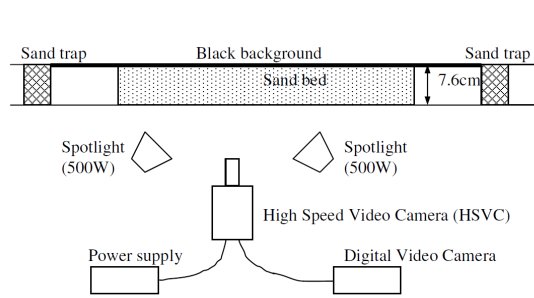 Sand trap Black background Sand trap
Sand bed 7.6cm
Spotlight Spotlight
(500W) (500W)
High Speed Video Camera (HSVC)
Power supply Digital Video Camera